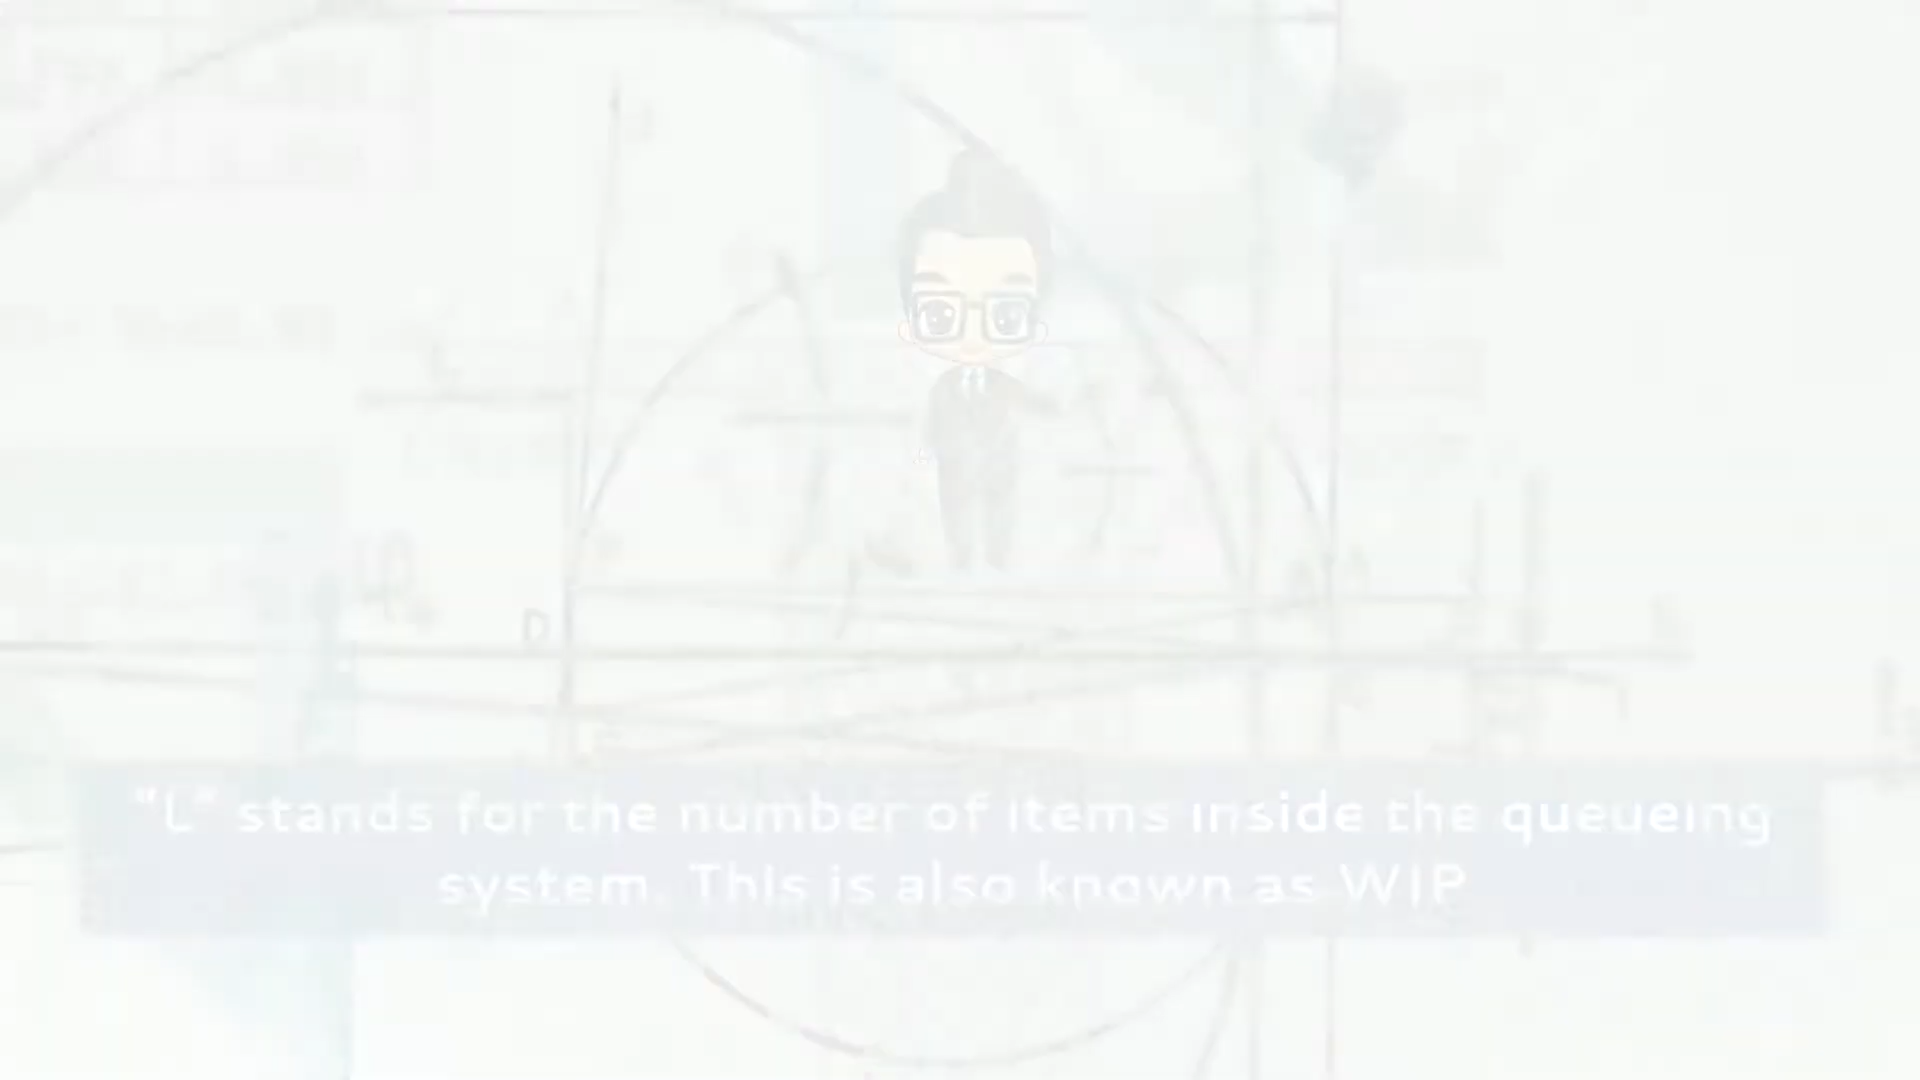 "L" stands for the number of items inside the queueing
system. This is also known as WIP
D